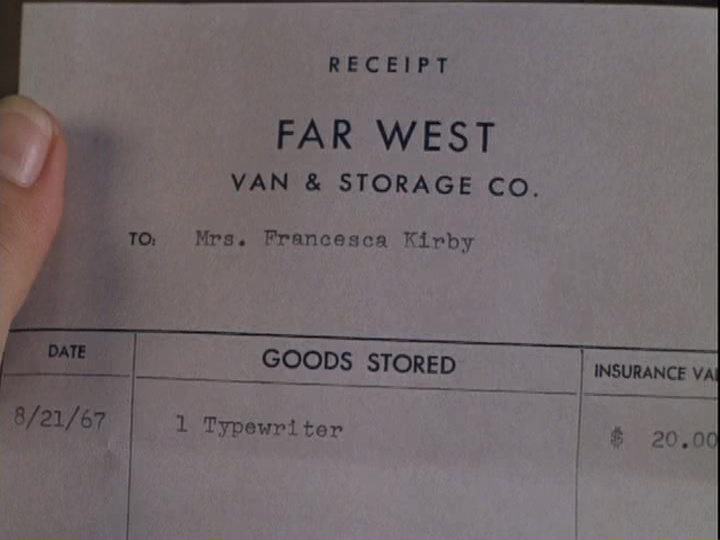 RECEIPT
FAR WEST
VAN & STORAGE CO.
TO: Mrs. Francesca Kirby
DATE GOODS STORED INSURANCE VA
8/21/67 1 Typewriter $ 20.00